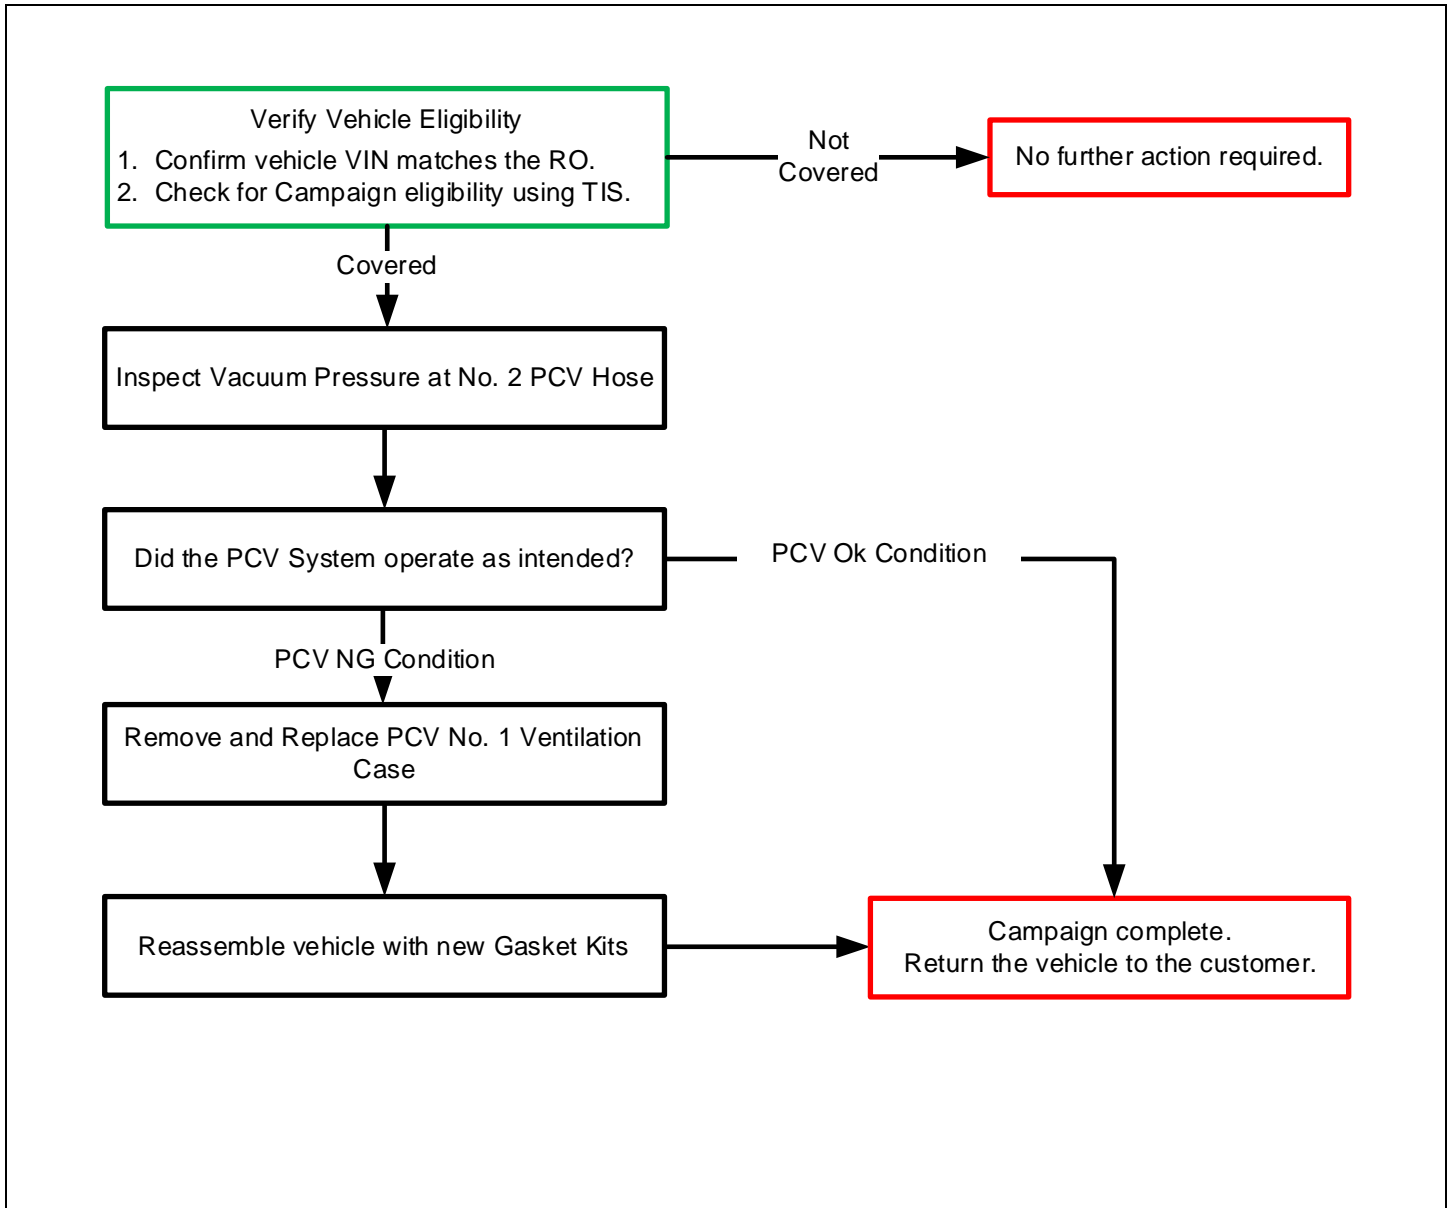 Verify Vehicle Eligibility
1. Confirm vehicle VIN matches the RO.
2. Check for Campaign eligibility using TIS.
Not
Covered
No further action required.
Covered
Inspect Vacuum Pressure at No. 2 PCV Hose
Did the PCV System operate as intended?
PCV Ok Condition
PCV NG Condition
Remove and Replace PCV No. 1 Ventilation
Case
Reassemble vehicle with new Gasket Kits
Campaign complete.
Return the vehicle to the customer.